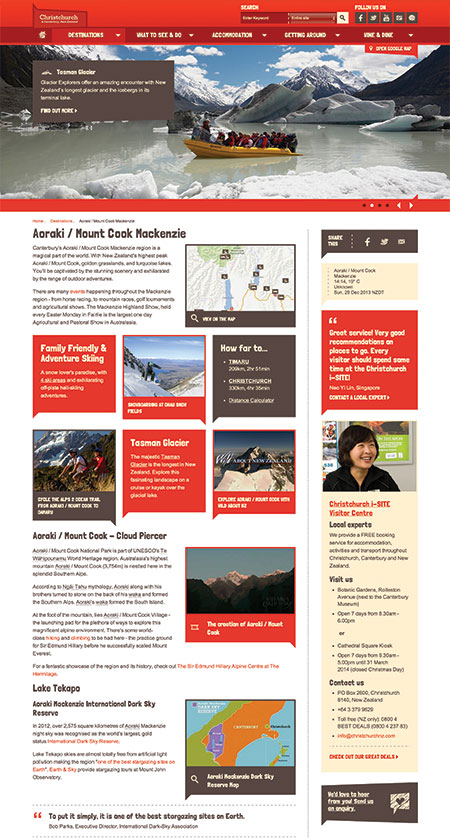 SEARCH
FOLLOW US ON
Christchurch
Enter Keyword
Entire site
DESTINATIONS
WHAT TO SEE & DO
ACCOMMODATION
GETTING AROUND
WINE & DINE
OPEN GOOGLE MAP
Tasman Glacier
Glacier Explorers offer an amazing encounter with New
Zealand's longest glacier and the icebergs in its
terminal lake.
FIND OUT MORE >
Home
Destinations
Aoraki / Mount Cook Mackenzie
Aoraki / Mount Cook Mackenzie
Canterbury's Aoraki / Mount Cook Mackenzie region is a
magical part of the world. With New Zealand's highest peak
Aoraki / Mount Cook, golden grasslands, and turquoise lakes.
You'll be captivated by the stunning scenery and exhilarated
by the range of outdoor adventures.
There are many events happening throughout the Mackenzie
region - from horse racing, to mountain races, golf tournaments
and agricultural shows. The Mackenzie Highland Show, held
every Easter Monday in Fairlie is the largest one day
Agricultural and Pastoral Show in Australasia.
VIEW ON THE MAP
Family Friendly &
Adventure Skiing
A snow lover's paradise, with
4 ski areas and exhilarating
off-piste heli-skiing
adventures.
SNOWBOARDING AT OHAU SNOW
FIELDS
How far to...
TIMARU
209km, 2hr 51min
CHRISTCHURCH
330km, 4hr 35min
Distance Calculator
CYCLE THE ALPS 2 OCEAN TRAIL
FROM AORAKI / MOUNT COOK TO
OAMARU
Tasman Glacier
The majestic Tasman
Glacier is the longest in New
Zealand. Explore this
fascinating landscape on a
cruise or kayak over the
glacial lake.
ABOUT NEW ZEALAND
EXPLORE AORAKI / MOUNT COOK WITH
WILD ABOUT NZ
Aoraki / Mount Cook – Cloud Piercer
Aoraki / Mount Cook National Park is part of UNESCO's Te
Wahipounamu World Heritage region. Australasia's highest
mountain Aoraki / Mount Cook (3,754m) is nestled here in the
splendid Southern Alps.
According to Ngāi Tahu mythology, Aoraki along with his
brothers turned to stone on the back of his waka and formed
the Southern Alps. Aoraki's waka formed the South Island.
At the foot of the mountain, lies Aoraki / Mount Cook Village -
the launching pad for the plethora of ways to explore this
magnificent alpine environment. There's some world-
class hiking and climbing to be had here - the practice ground
for Sir Edmund Hillary before he successfully scaled Mount
Everest.
For a fantastic showcase of the region and its history, check out The Sir Edmund Hillary Alpine Centre at The
Hermitage.
The creation of Aoraki / Mount
Cook
Lake Tekapo
Aoraki Mackenzie International Dark Sky
Reserve
In 2012, over 2,575 square kilometres of Aoraki Mackenzie
night sky was recognised as the world's largest, gold
status International Dark Sky Reserve.
Lake Tekapo skies are almost totally free from artificial light
pollution making the region "one of the best stargazing sites on
Earth". Earth & Sky provide stargazing tours at Mount John
Observatory.
DARK SKY
RESERVE
CANTERBURY
Christchurch
Aoraki Mackenzie Dark Sky
Reserve Map
To put it simply, it is one of the best stargazing sites on Earth.
Bob Parks, Executive Director, International Dark-Sky Association
SHARE
THIS
Aoraki / Mount Cook
Mackenzie
14:14, 19° C
Unknown
Sun, 29 Dec 2013 NZDT
Great service! Very good
recommendations on
places to go. Every
visitor should spend some
time at the Christchurch
i-SITE!
Neo Yi Lin, Singapore
CONTACT A LOCAL EXPERT >
Christchurch i-SITE
Visitor Centre
Local experts
We provide a FREE booking
service for accommodation,
activities and transport throughout
Christchurch, Canterbury and New
Zealand.
Visit us
Botanic Gardens, Rolleston
Avenue (next to the Canterbury
Museum)
Open 7 days from 8.30am-
5.00pm.
or
Cathedral Square Kiosk
Open 7 days from 8.30am-
5.00pm until 31 March
2014 (closed Christmas Day)
Contact us
PO Box 2600, Christchurch
8140, New Zealand
+64 3 379 9629
Toll free (NZ only): 0800 4
BEST DEALS (0800 4 237 83)
info@christchurchnz.com
CHECK OUT OUR GREAT DEALS >
We'd love to hear
from you! Send us
an enquiry.